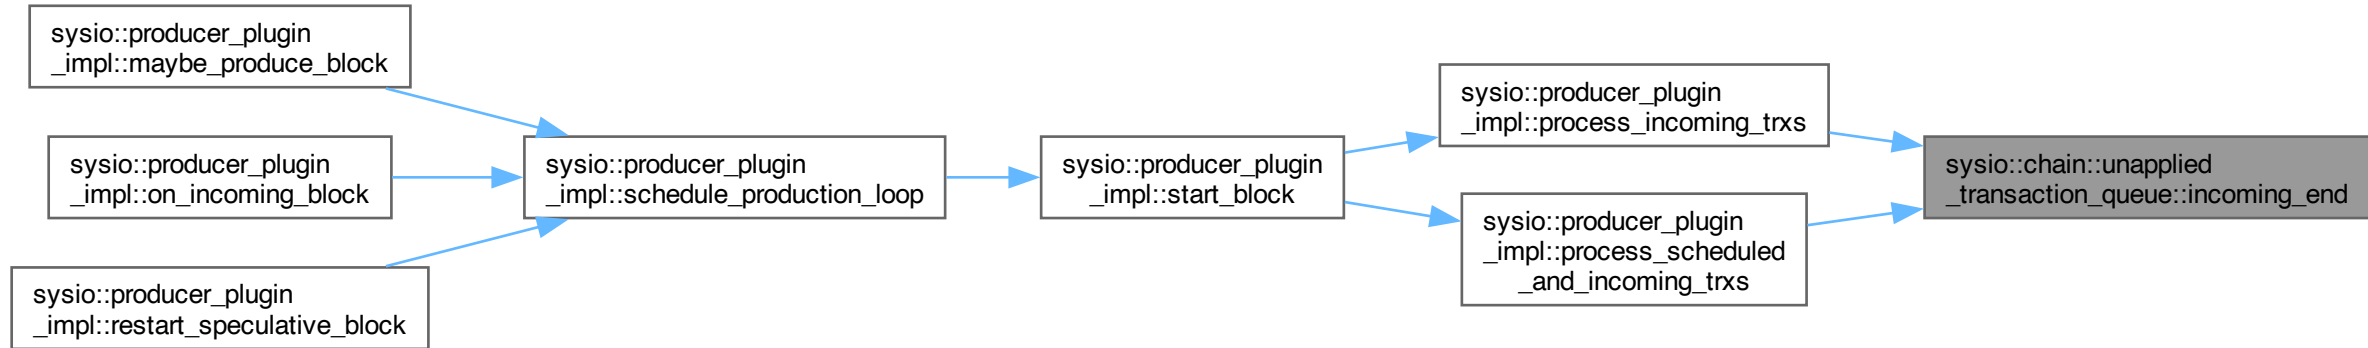 sysio::producer_plugin
_impl::maybe_produce_block
sysio::producer_plugin
_impl::on_incoming_block
sysio::producer_plugin
_impl::restart_speculative_block
sysio::producer_plugin
_impl::schedule_production_loop
sysio::producer_plugin
_impl::start_block
sysio::producer_plugin
_impl::process_incoming_trxs
sysio::producer_plugin
_impl::process_scheduled
_and_incoming_trxs
sysio::chain::unapplied
_transaction_queue::incoming_end